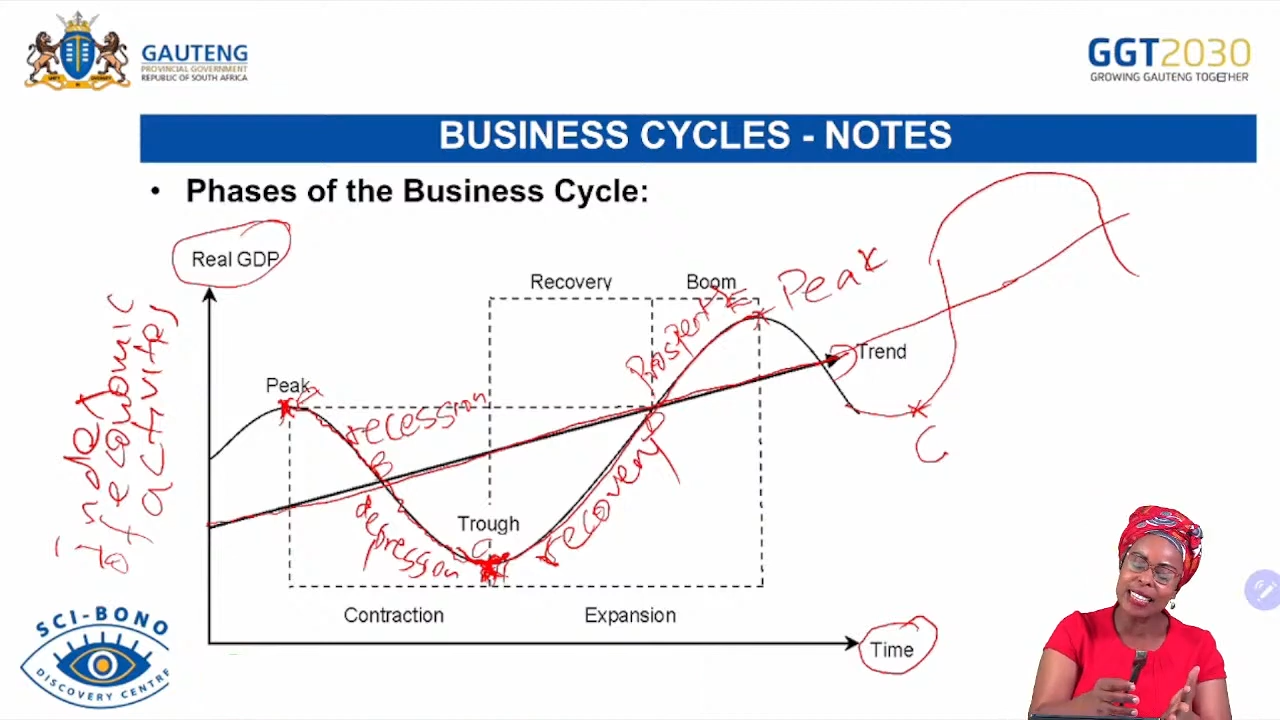 GAUTENG
PROVINCIAL GOVERNMENT
REPUBLIC OF SOUTH AFRICA
GGT2030
GROWING GAUTENG TOGETHER
BUSINESS CYCLES - NOTES
• Phases of the Business Cycle:
Real GDP
Recovery
Boom
Peak
Prosperity
Trend
Peak
recession
B
recovery
depression
Trough
C
economic
activity
C
Contraction
Expansion
Time
SCI-BONO
DISCOVERY CENTRE